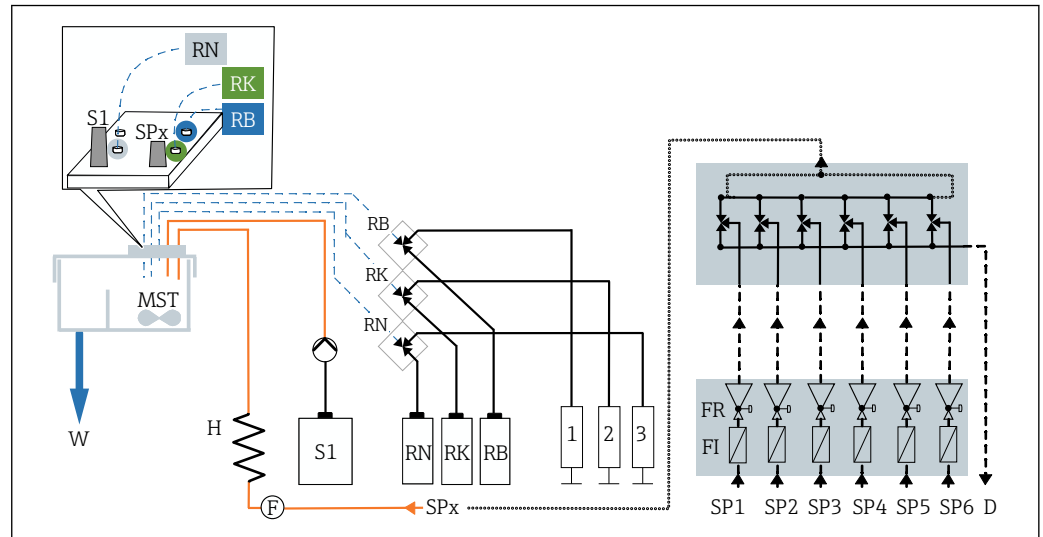 RN
RK
RB
S1
SPx
RB
RK
RN
MST
W
H
S1
RN
RK
RB
1
2
3
F
SPx
FR
FI
SP1 SP2 SP3 SP4 SP5 SP6 D